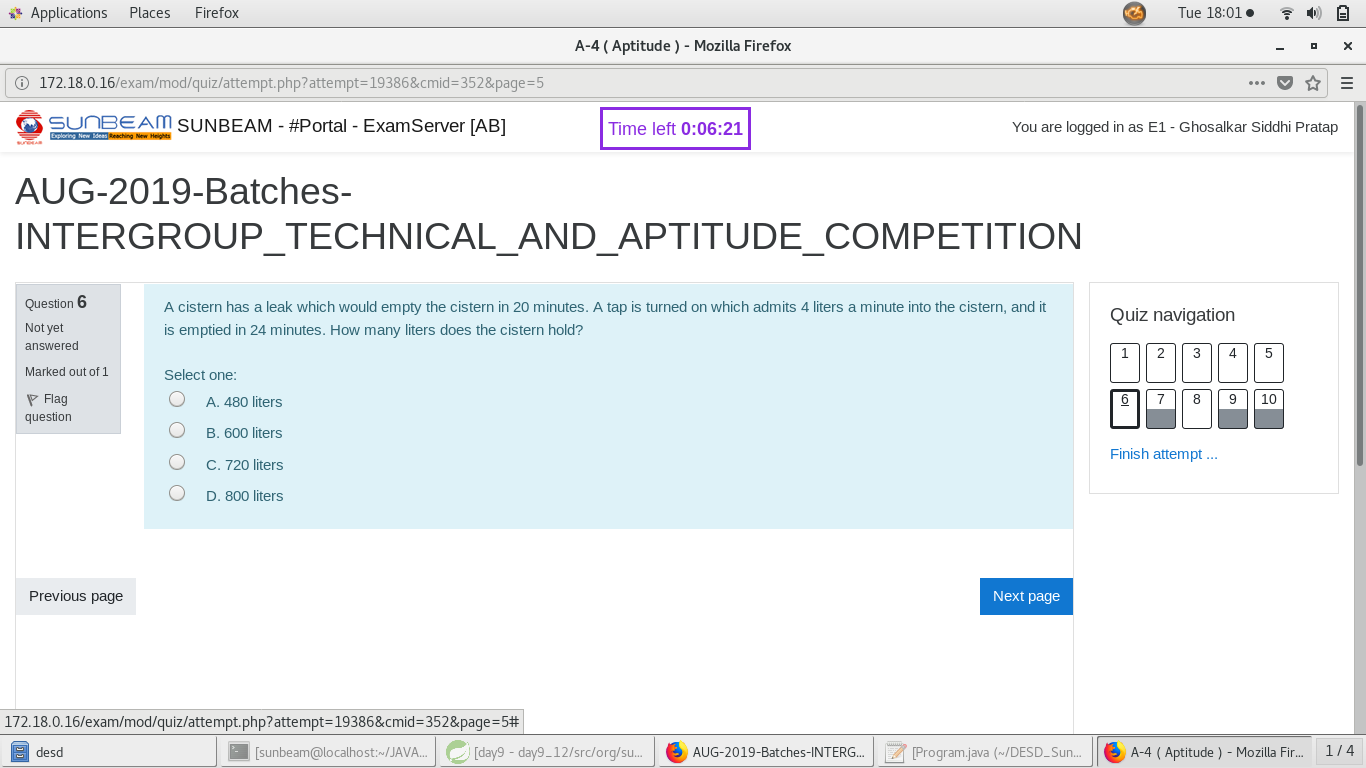 Applications Places Firefox Tue 18:01
A-4 ( Aptitude ) - Mozilla Firefox
172.18.0.16/exam/mod/quiz/attempt.php?attempt=19386&cmid=352&page=5
SUNBEAM
SUNBEAM
Exploring New Ideas Reaching New Heights
SUNBEAM - #Portal - ExamServer [AB]
Time left 0:06:21
You are logged in as E1 - Ghosalkar Siddhi Pratap
AUG-2019-Batches-
INTERGROUP_TECHNICAL_AND_APTITUDE_COMPETITION
Question 6
Not yet
answered
Marked out of 1
Flag
question
A cistern has a leak which would empty the cistern in 20 minutes. A tap is turned on which admits 4 liters a minute into the cistern, and it
is emptied in 24 minutes. How many liters does the cistern hold?
Select one:
A. 480 liters
B. 600 liters
C. 720 liters
D. 800 liters
Quiz navigation
1 2 3 4 5
6 7 8 9 10
Finish attempt ...
Previous page
Next page
172.18.0.16/exam/mod/quiz/attempt.php?attempt=19386&cmid=352&page=5#
desd
[sunbeam@localhost:~/JAVA...
[day9 - day9_12/src/org/su...
AUG-2019-Batches-INTERG...
[Program.java (~/DESD_Sun...
A-4 ( Aptitude ) - Mozilla Fir...
1 / 4